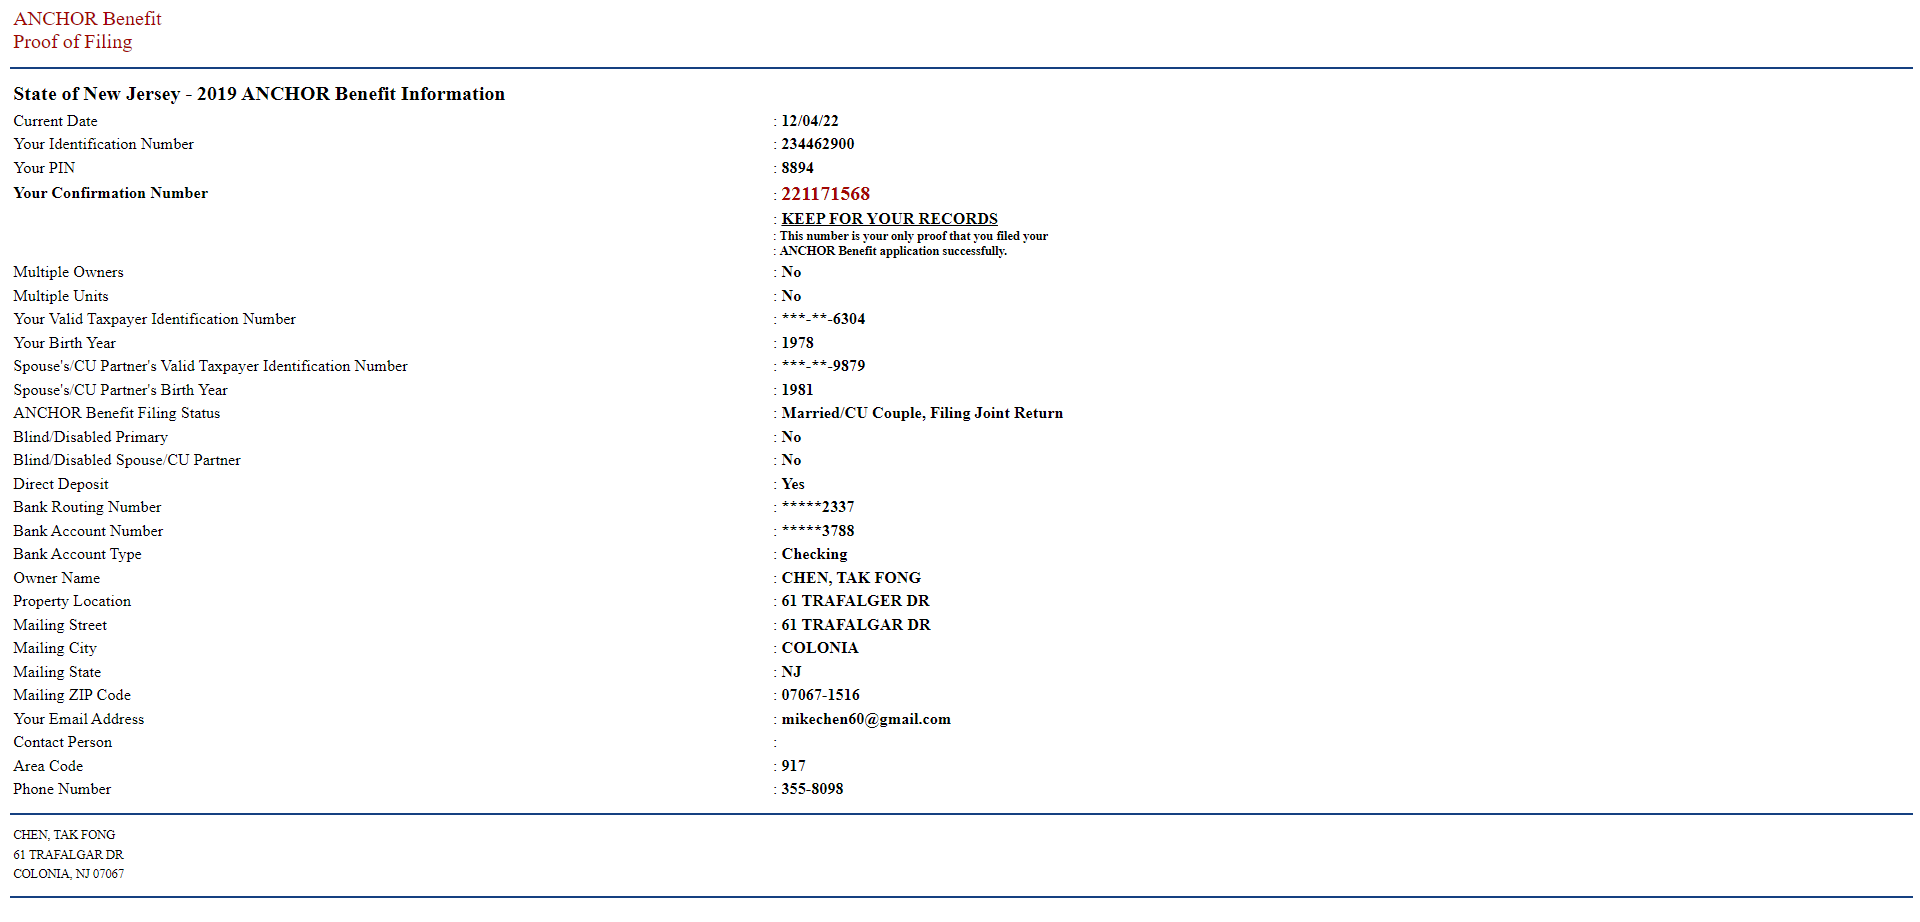 ANCHOR Benefit
Proof of Filing
State of New Jersey - 2019 ANCHOR Benefit Information
Current Date : 12/04/22
Your Identification Number : 234462900
Your PIN : 8894
Your Confirmation Number : 221171568
: KEEP FOR YOUR RECORDS
: This number is your only proof that you filed your
: ANCHOR Benefit application successfully.
Multiple Owners : No
Multiple Units : No
Your Valid Taxpayer Identification Number : ***-**-6304
Your Birth Year : 1978
Spouse's/CU Partner's Valid Taxpayer Identification Number : ***-**-9879
Spouse's/CU Partner's Birth Year : 1981
ANCHOR Benefit Filing Status : Married/CU Couple, Filing Joint Return
Blind/Disabled Primary : No
Blind/Disabled Spouse/CU Partner : No
Direct Deposit : Yes
Bank Routing Number : *****2337
Bank Account Number : *****3788
Bank Account Type : Checking
Owner Name : CHEN, TAK FONG
Property Location : 61 TRAFALGER DR
Mailing Street : 61 TRAFALGAR DR
Mailing City : COLONIA
Mailing State : NJ
Mailing ZIP Code : 07067-1516
Your Email Address : mikechen60@gmail.com
Contact Person :
Area Code : 917
Phone Number : 355-8098
CHEN, TAK FONG
61 TRAFALGAR DR
COLONIA, NJ 07067